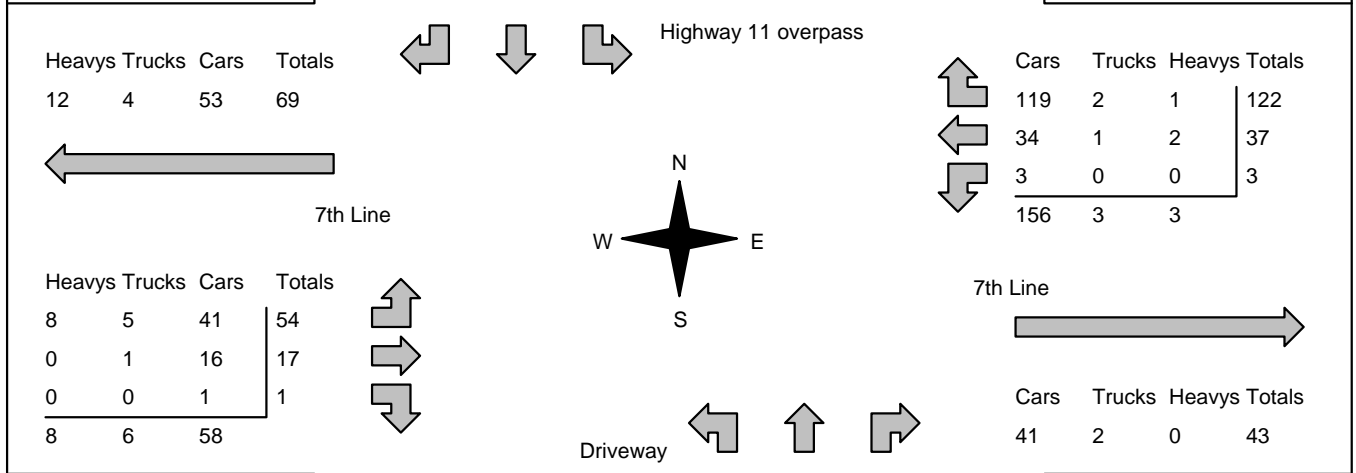 Highway 11 overpass
Heavys Trucks Cars Totals
12 4 53 69
Cars Trucks Heavys Totals
119 2 1 122
34 1 2 37
3 0 0 3
156 3 3
7th Line
N
W E
S
Heavys Trucks Cars Totals
8 5 41 54
0 1 16 17
0 0 1 1
8 6 58
7th Line
Cars Trucks Heavys Totals
41 2 0 43
Driveway